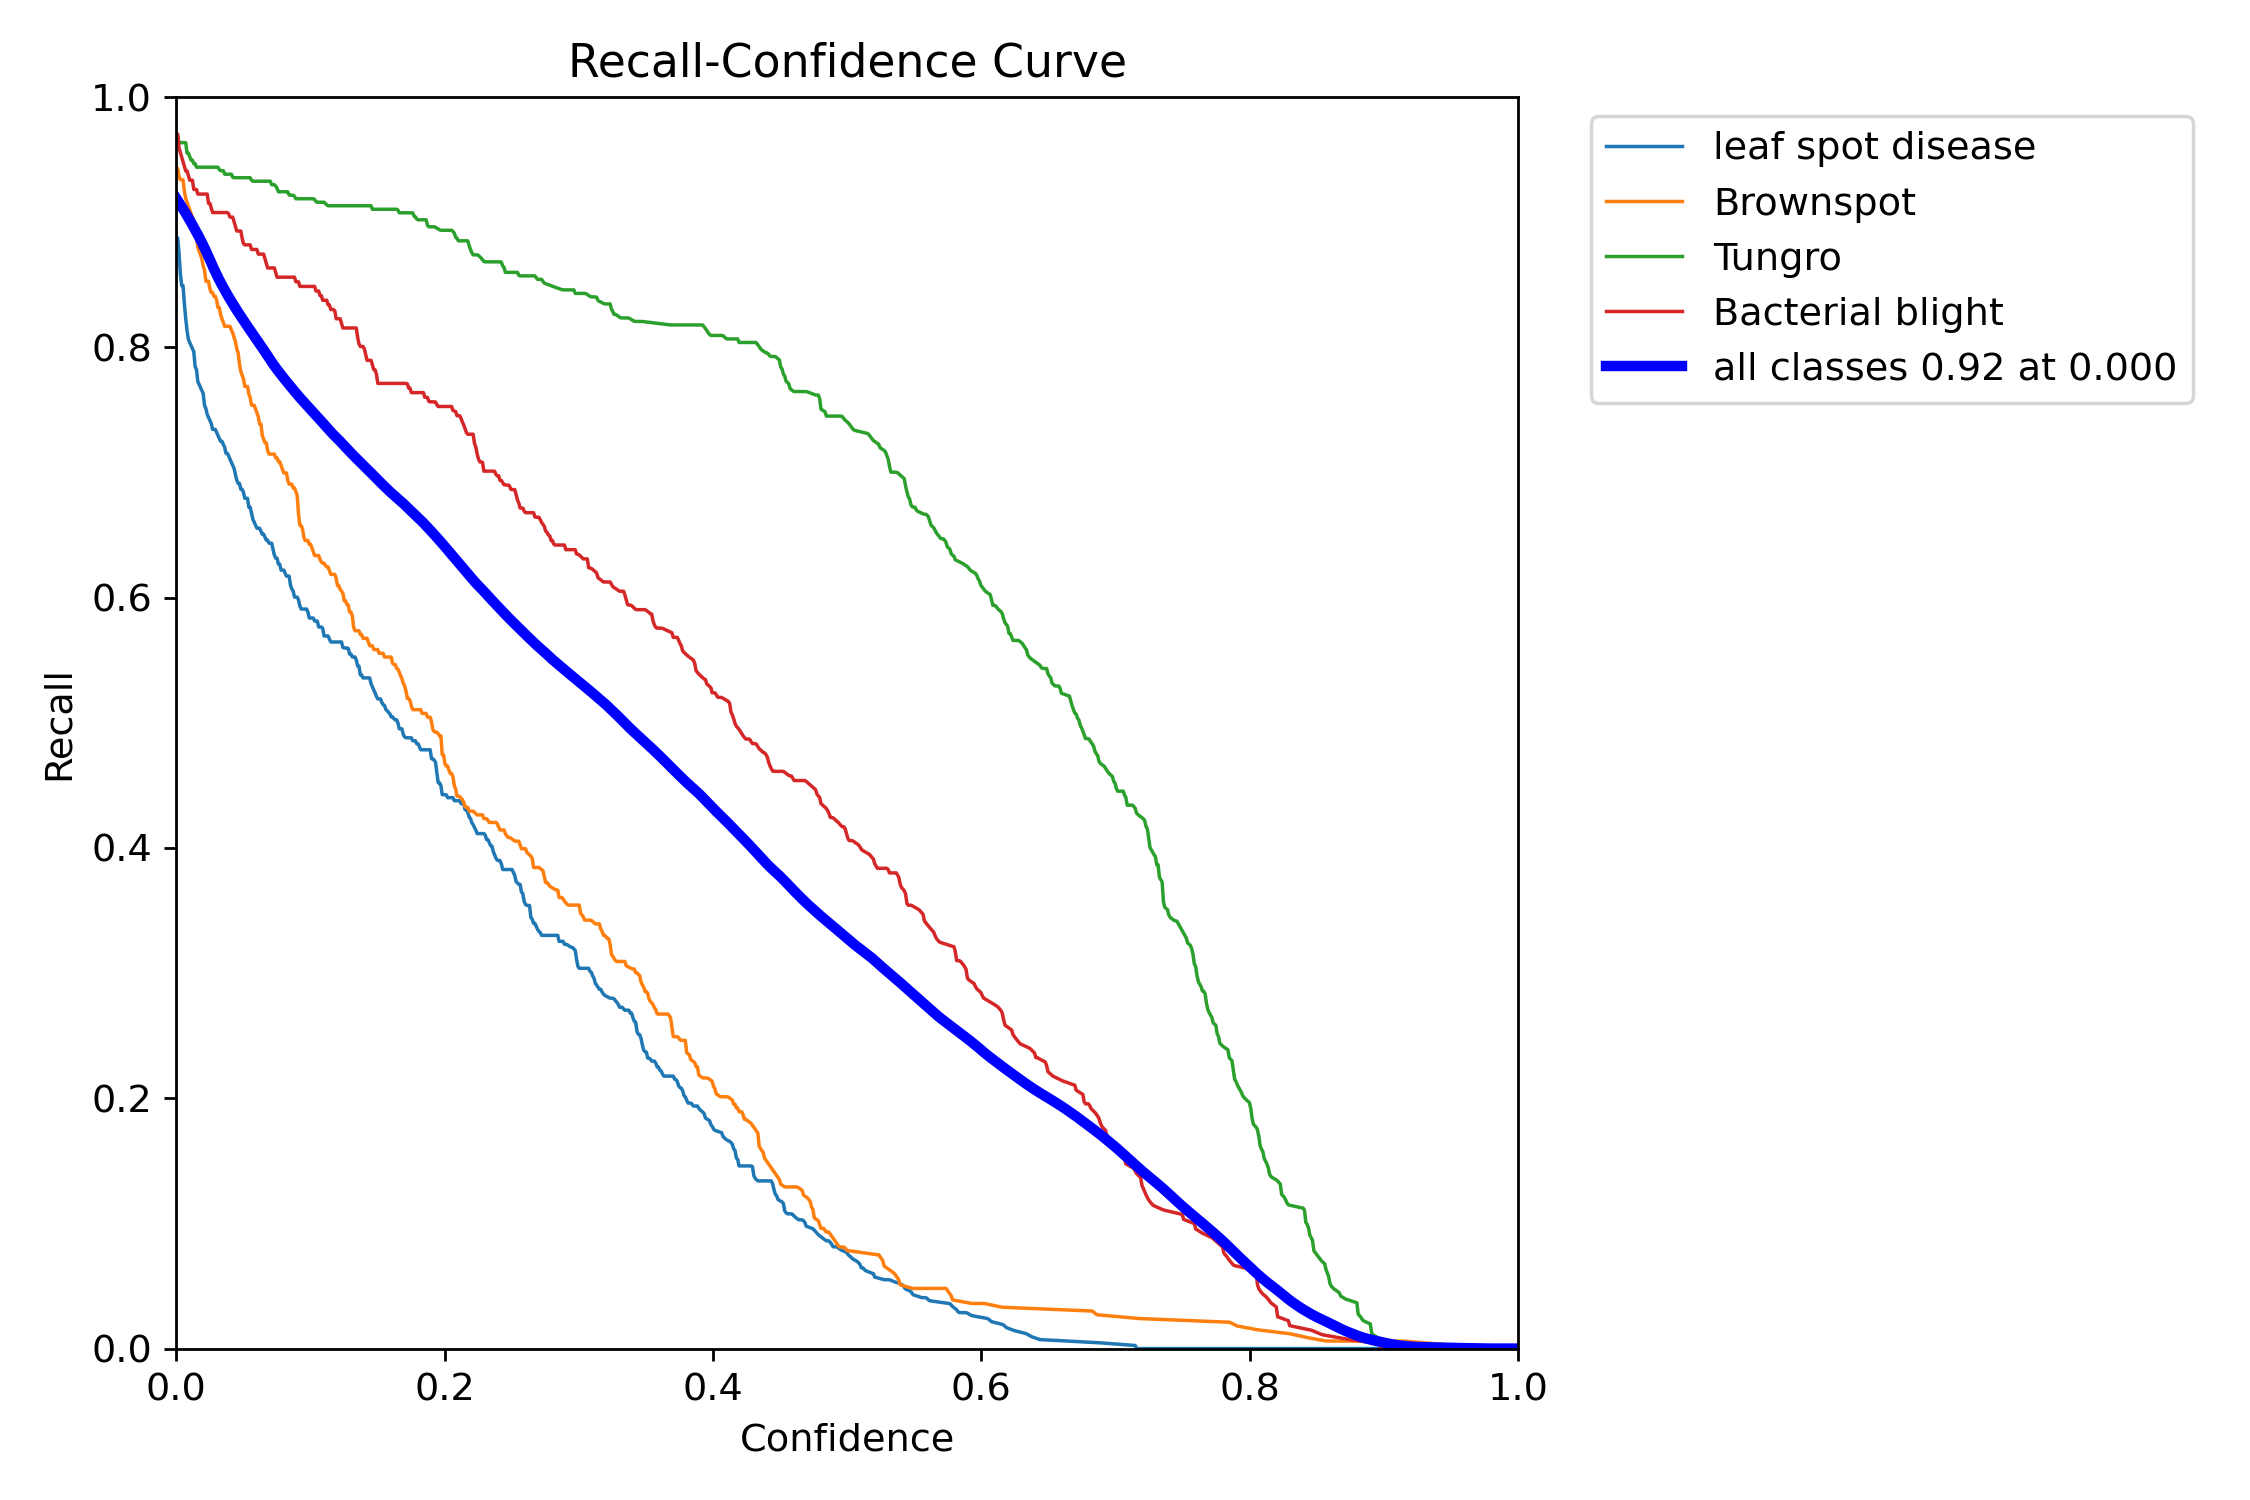 Recall-Confidence Curve
1.0
0.8
0.6
0.4
0.2
0.0
Recall
0.0 0.2 0.4 0.6 0.8 1.0
Confidence
leaf spot disease
Brownspot
Tungro
Bacterial blight
all classes 0.92 at 0.000